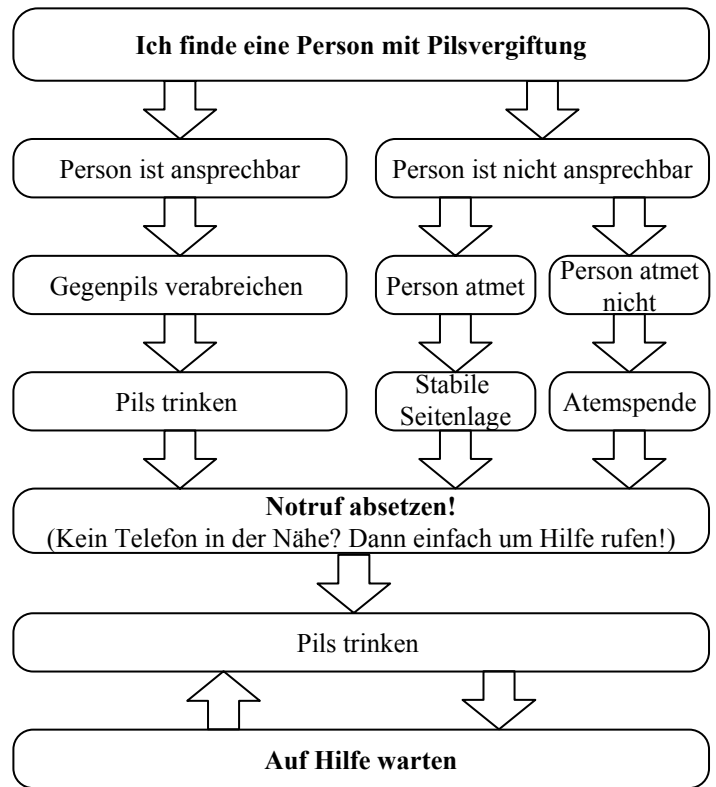 Ich finde eine Person mit Pilsvergiftung
Person ist ansprechbar
Person ist nicht ansprechbar
Gegenpils verabreichen
Person atmet
Person atmet
nicht
Pils trinken
Stabile
Seitenlage
Atemspende
Notruf absetzen!
(Kein Telefon in der Nähe? Dann einfach um Hilfe rufen!)
Pils trinken
Auf Hilfe warten